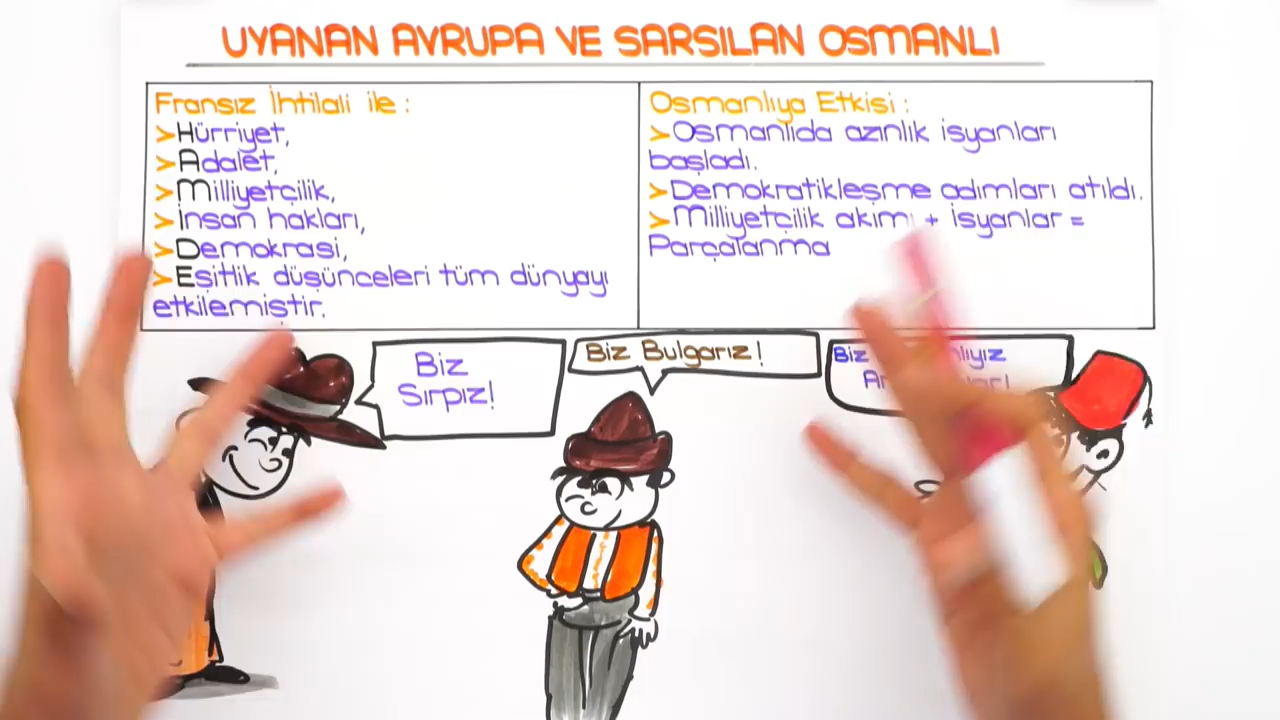 UYANAN AVRUPA VE SARSILAN OSMANLI
Fransız İhtilali ile :
>Hürriyet,
>Adalet,
>Milliyetçilik,
>İnsan hakları,
>Demokrasi,
>Eşitlik düşünceleri tüm dünyayı
etkilemiştir.
Osmanlıya Etkisi :
>Osmanlıda azınlık isyanları
başladı.
>Demokratikleşme adımları atıldı.
>Milliyetçilik akımı + İsyanlar =
Parçalanma
Biz
Sırpız!
Biz Bulgarız!
Biz